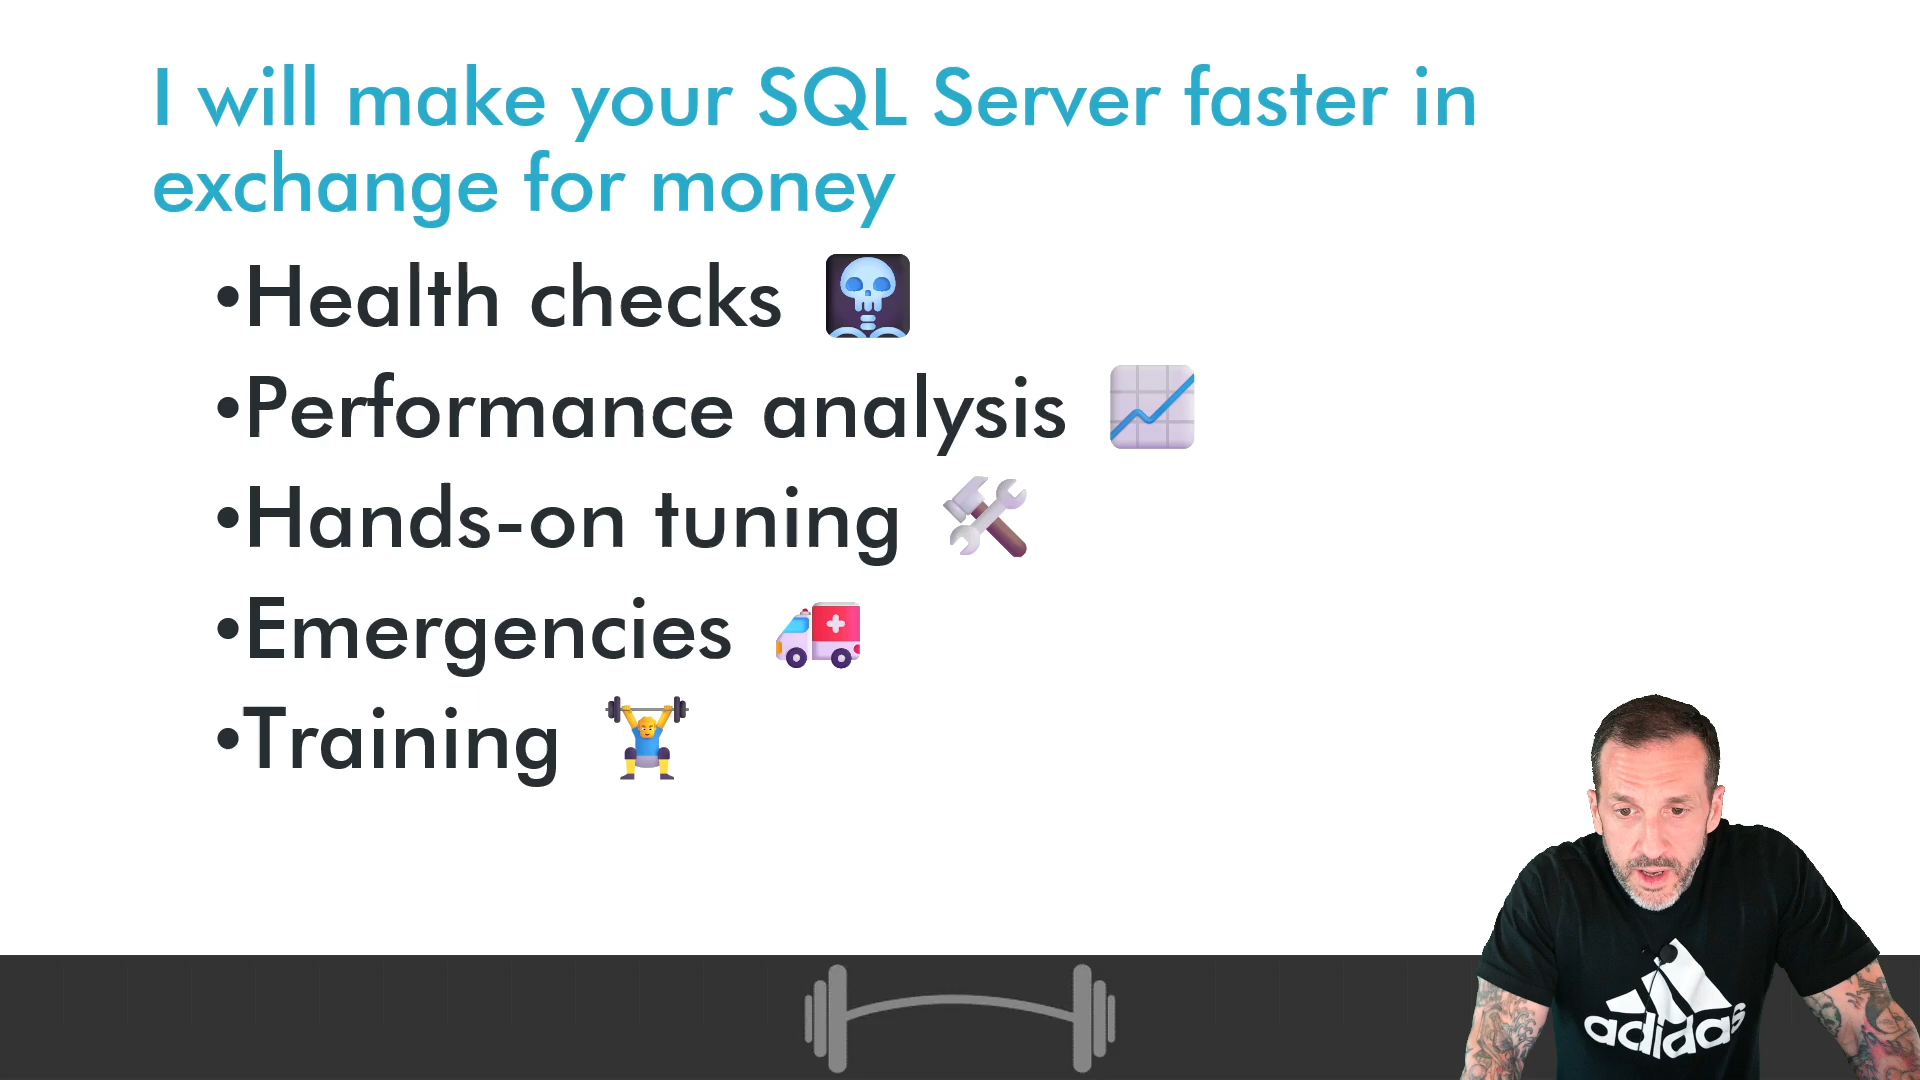 I will make your SQL Server faster in
exchange for money
•Health checks
•Performance analysis
•Hands-on tuning
•Emergencies
•Training
adidas